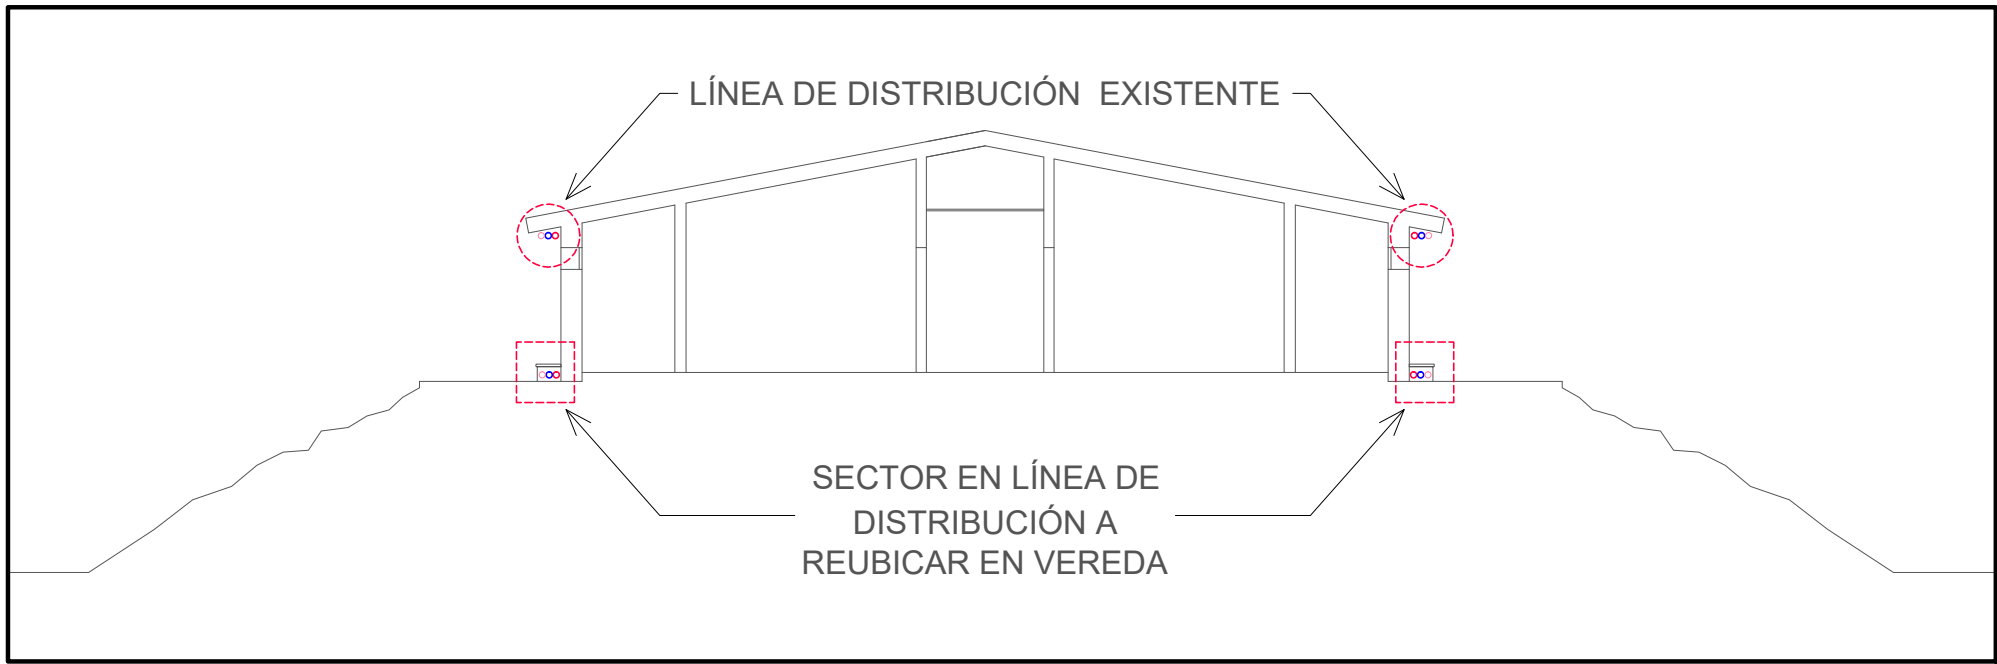 LÍNEA DE DISTRIBUCIÓN EXISTENTE
SECTOR EN LÍNEA DE
DISTRIBUCIÓN A
REUBICAR EN VEREDA